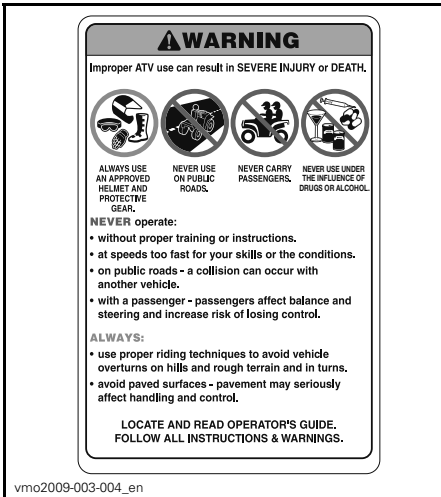 WARNING
Improper ATV use can result in SEVERE INJURY or DEATH.
ALWAYS USE
AN APPROVED
HELMET AND
PROTECTIVE
GEAR.
NEVER USE
ON PUBLIC
ROADS.
NEVER CARRY
PASSENGERS.
NEVER USE UNDER
THE INFLUENCE OF
DRUGS OR ALCOHOL.
NEVER operate:
• without proper training or instructions.
• at speeds too fast for your skills or the conditions.
• on public roads - a collision can occur with
another vehicle.
• with a passenger - passengers affect balance and
steering and increase risk of losing control.
ALWAYS:
• use proper riding techniques to avoid vehicle
overturns on hills and rough terrain and in turns.
• avoid paved surfaces - pavement may seriously
affect handling and control.
LOCATE AND READ OPERATOR'S GUIDE.
FOLLOW ALL INSTRUCTIONS & WARNINGS.
vmo2009-003-004_en